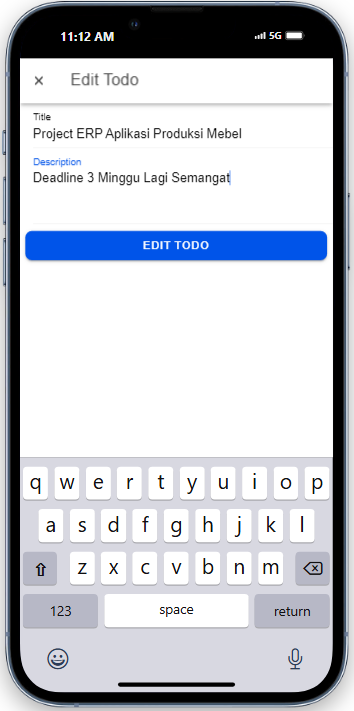 11:12 AM 5G
× Edit Todo
Title
Project ERP Aplikasi Produksi Mebel
Description
Deadline 3 Minggu Lagi Semangat
EDIT TODO
q w e r t y u i o p
a s d f g h j k l
z x c v b n m
123 space return